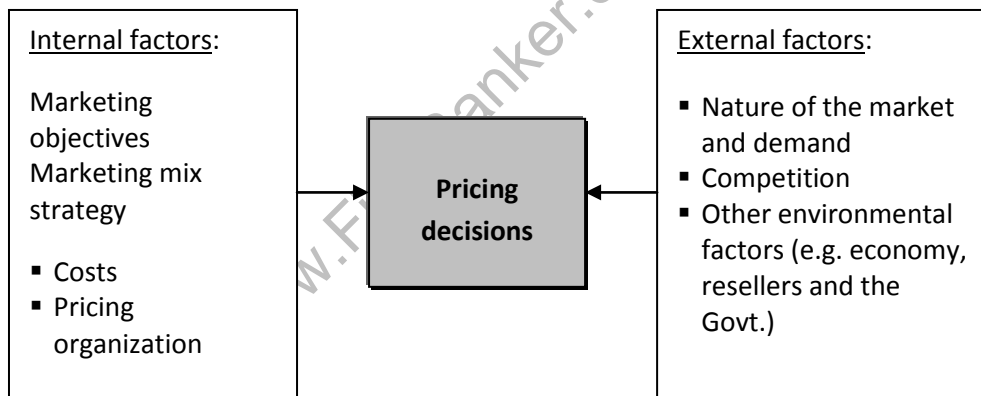 Internal factors:
Marketing
objectives
Marketing mix
strategy
▪ Costs
▪ Pricing
organization
Pricing
decisions
External factors:
▪ Nature of the market
and demand
▪ Competition
▪ Other environmental
factors (e.g. economy,
resellers and the
Govt.)